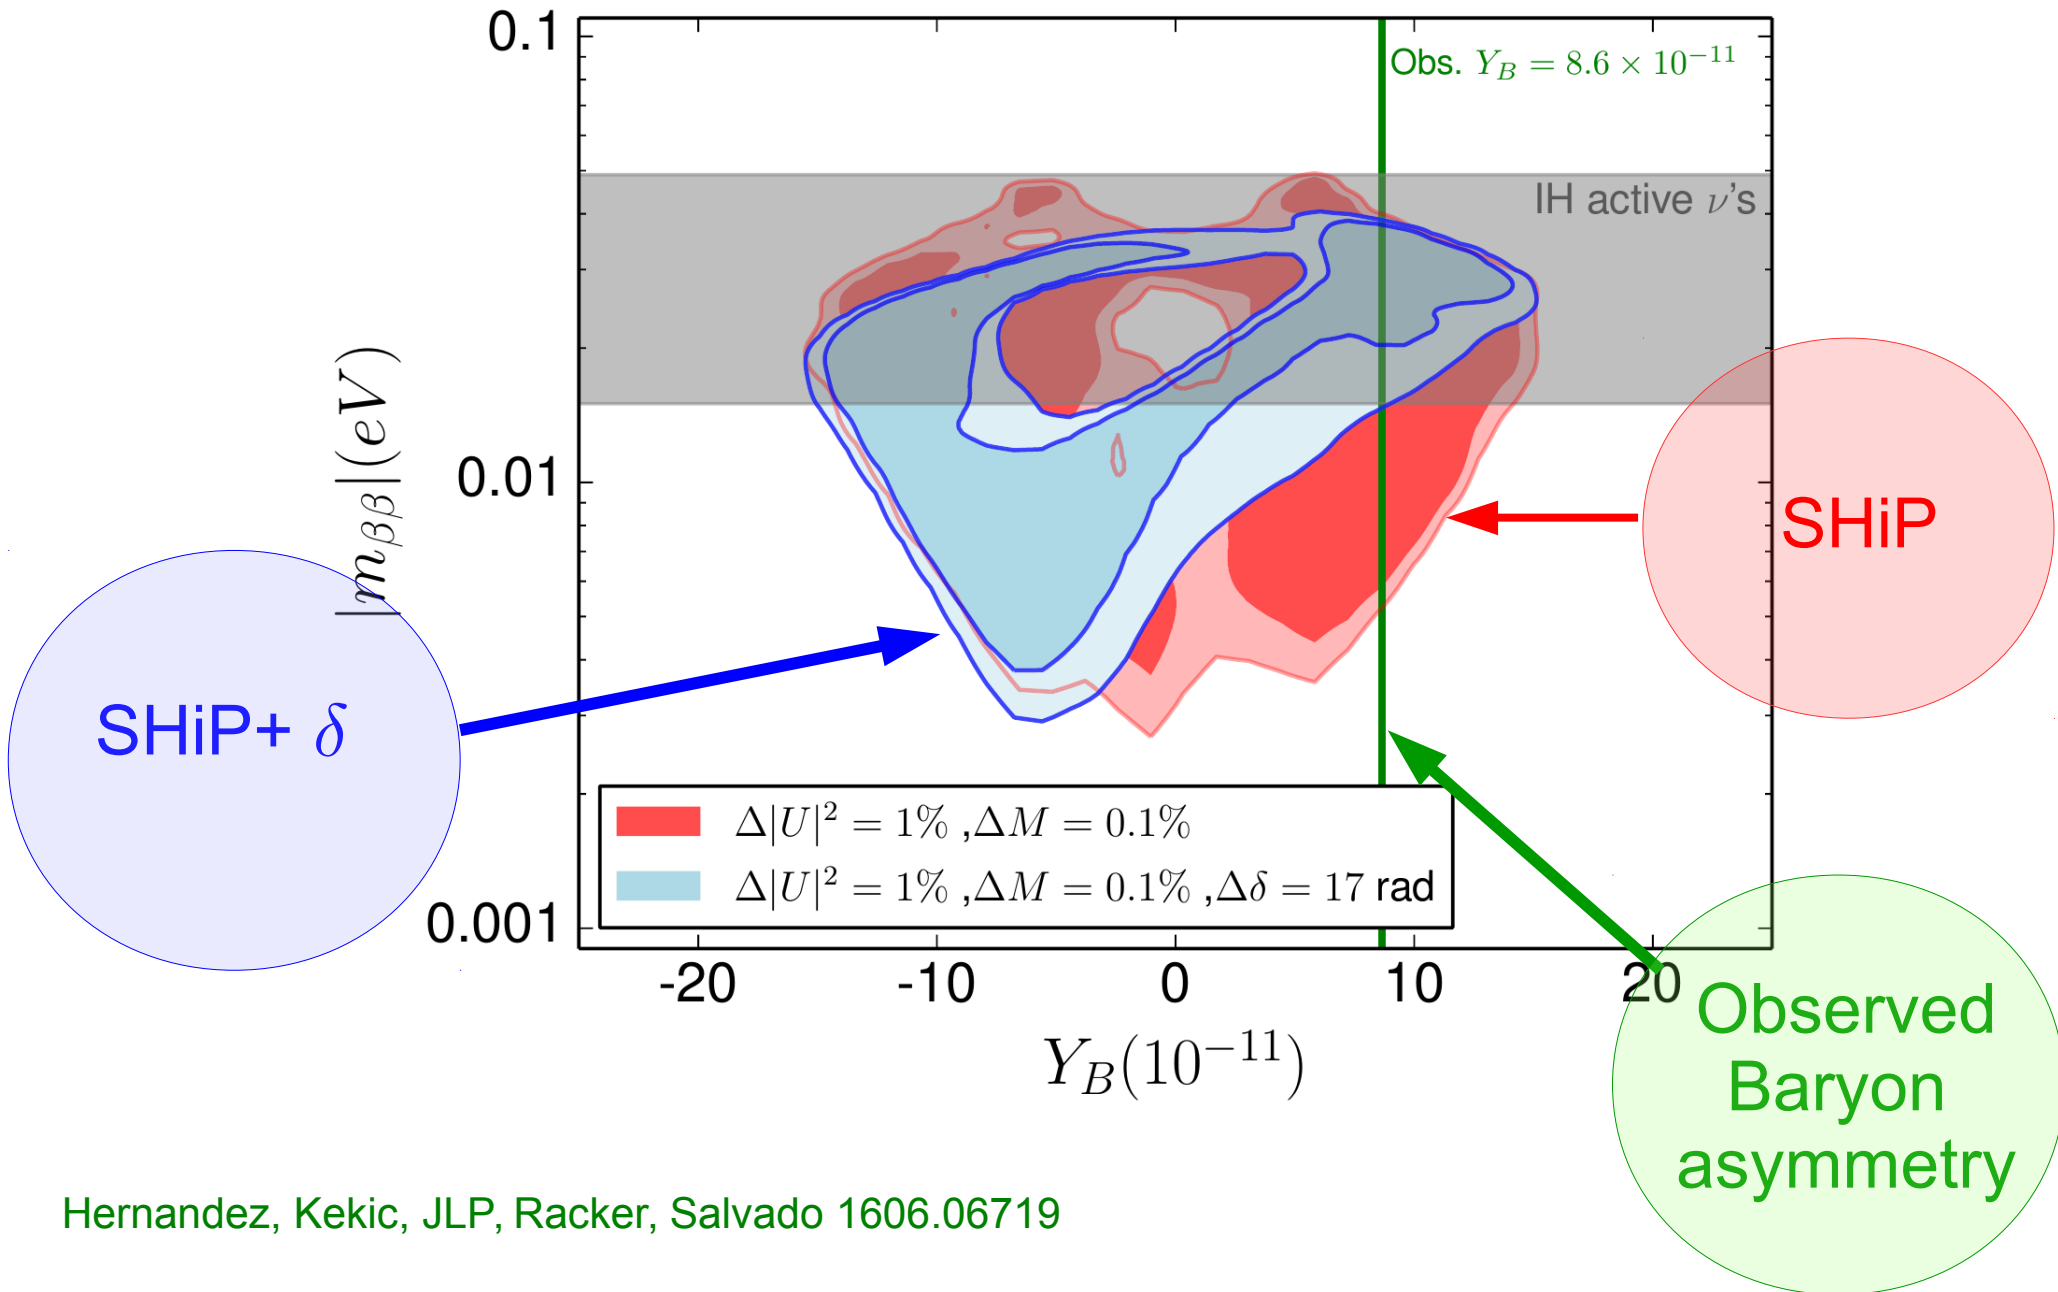 0.1
Obs. Y_B = 8.6 × 10^{-11}
IH active ν's
|m_{ββ}|(eV)
0.01
SHiP
SHiP+ δ
Δ|U|² = 1% ,ΔM = 0.1%
Δ|U|² = 1% ,ΔM = 0.1% ,Δδ = 17 rad
0.001
-20 -10 0 10 20
Y_B(10^{-11})
Observed
Baryon
asymmetry
Hernandez, Kekic, JLP, Racker, Salvado 1606.06719